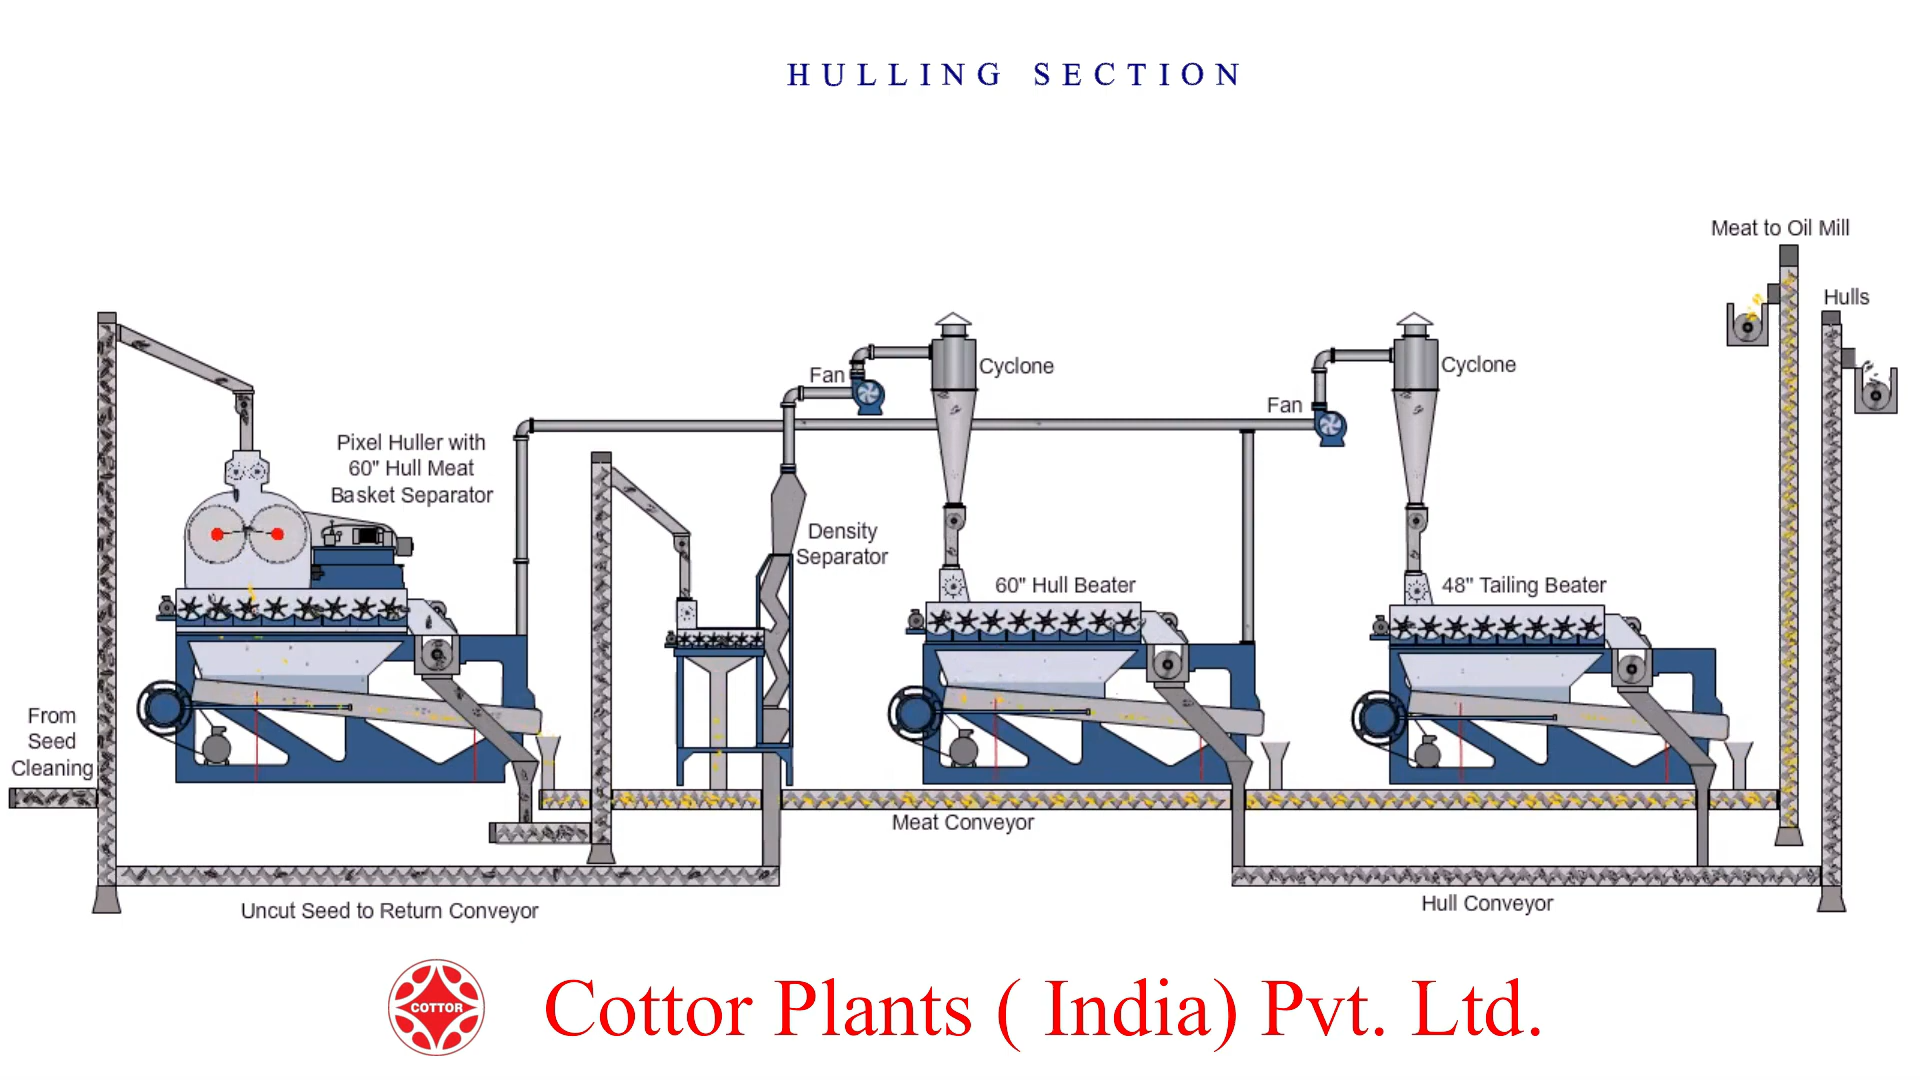 HULLING SECTION
Meat to Oil Mill
Hulls
Cyclone
Fan
Cyclone
Fan
Pixel Huller with
60" Hull Meat
Basket Separator
Density
Separator
60" Hull Beater
48" Tailing Beater
From
Seed
Cleaning
Meat Conveyor
Uncut Seed to Return Conveyor
Hull Conveyor
COTTOR
Cottor Plants ( India) Pvt. Ltd.